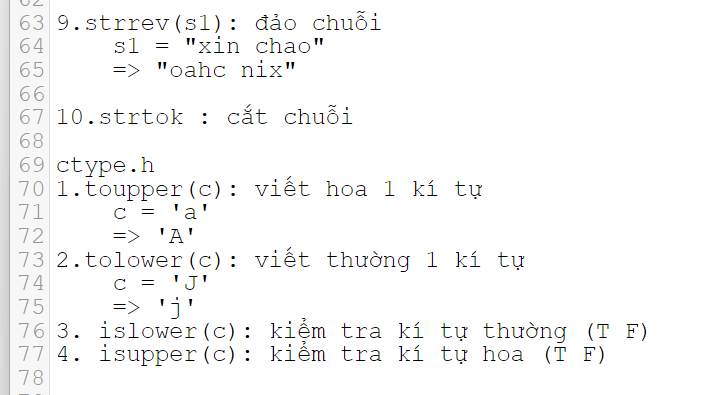 63 9.strrev(s1): đảo chuỗi
64 s1 = "xin chao"
65 => "oahc nix"
66
67 10.strtok : cắt chuỗi
68
69 ctype.h
70 1.toupper(c): viết hoa 1 kí tự
71 c = 'a'
72 => 'A'
73 2.tolower(c): viết thường 1 kí tự
74 c = 'J'
75 => 'j'
76 3. islower(c): kiểm tra kí tự thường (T F)
77 4. isupper(c): kiểm tra kí tự hoa (T F)
78